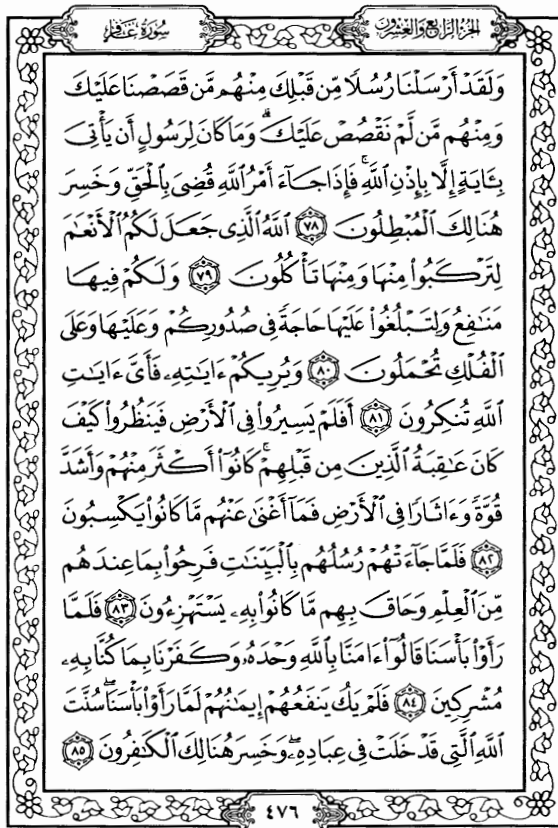 الجزء الرابع والعشرون
سورة غافر
وَلَقَدْ أَرْسَلْنَا رُسُلًا مِّن قَبْلِكَ مِنْهُم مَّن قَصَصْنَا عَلَيْكَ
وَمِنْهُم مَّن لَّمْ نَقْصُصْ عَلَيْكَ ۗ وَمَا كَانَ لِرَسُولٍ أَن يَأْتِىَ
بِـَٔايَةٍ إِلَّا بِإِذْنِ ٱللَّهِ ۚ فَإِذَا جَآءَ أَمْرُ ٱللَّهِ قُضِىَ بِٱلْحَقِّ وَخَسِرَ
هُنَالِكَ ٱلْمُبْطِلُونَ ٧٨ ٱللَّهُ ٱلَّذِى جَعَلَ لَكُمُ ٱلْأَنْعَٰمَ
لِتَرْكَبُوا۟ مِنْهَا وَمِنْهَا تَأْكُلُونَ ٧٩ وَلَكُمْ فِيهَا
مَنَٰفِعُ وَلِتَبْلُغُوا۟ عَلَيْهَا حَاجَةً فِى صُدُورِكُمْ وَعَلَيْهَا وَعَلَى
ٱلْفُلْكِ تُحْمَلُونَ ٨٠ وَيُرِيكُمْ ءَايَٰتِهِۦ فَأَىَّ ءَايَٰتِ
ٱللَّهِ تُنكِرُونَ ٨١ أَفَلَمْ يَسِيرُوا۟ فِى ٱلْأَرْضِ فَيَنظُرُوا۟ كَيْفَ
كَانَ عَٰقِبَةُ ٱلَّذِينَ مِن قَبْلِهِمْ ۚ كَانُوٓا۟ أَكْثَرَ مِنْهُمْ وَأَشَدَّ
قُوَّةً وَءَاثَارًا فِى ٱلْأَرْضِ فَمَآ أَغْنَىٰ عَنْهُم مَّا كَانُوا۟ يَكْسِبُونَ
٨٢ فَلَمَّا جَآءَتْهُمْ رُسُلُهُم بِٱلْبَيِّنَٰتِ فَرِحُوا۟ بِمَا عِندَهُم
مِّنَ ٱلْعِلْمِ وَحَاقَ بِهِم مَّا كَانُوا۟ بِهِۦ يَسْتَهْزِءُونَ ٨٣ فَلَمَّا
رَأَوْا۟ بَأْسَنَا قَالُوٓا۟ ءَامَنَّا بِٱللَّهِ وَحْدَهُۥ وَكَفَرْنَا بِمَا كُنَّا بِهِۦ
مُشْرِكِينَ ٨٤ فَلَمْ يَكُ يَنفَعُهُمْ إِيمَٰنُهُمْ لَمَّا رَأَوْا۟ بَأْسَنَا ۖ سُنَّتَ
ٱللَّهِ ٱلَّتِى قَدْ خَلَتْ فِى عِبَادِهِۦ ۖ وَخَسِرَ هُنَالِكَ ٱلْكَٰفِرُونَ ٨٥
٤٧٦